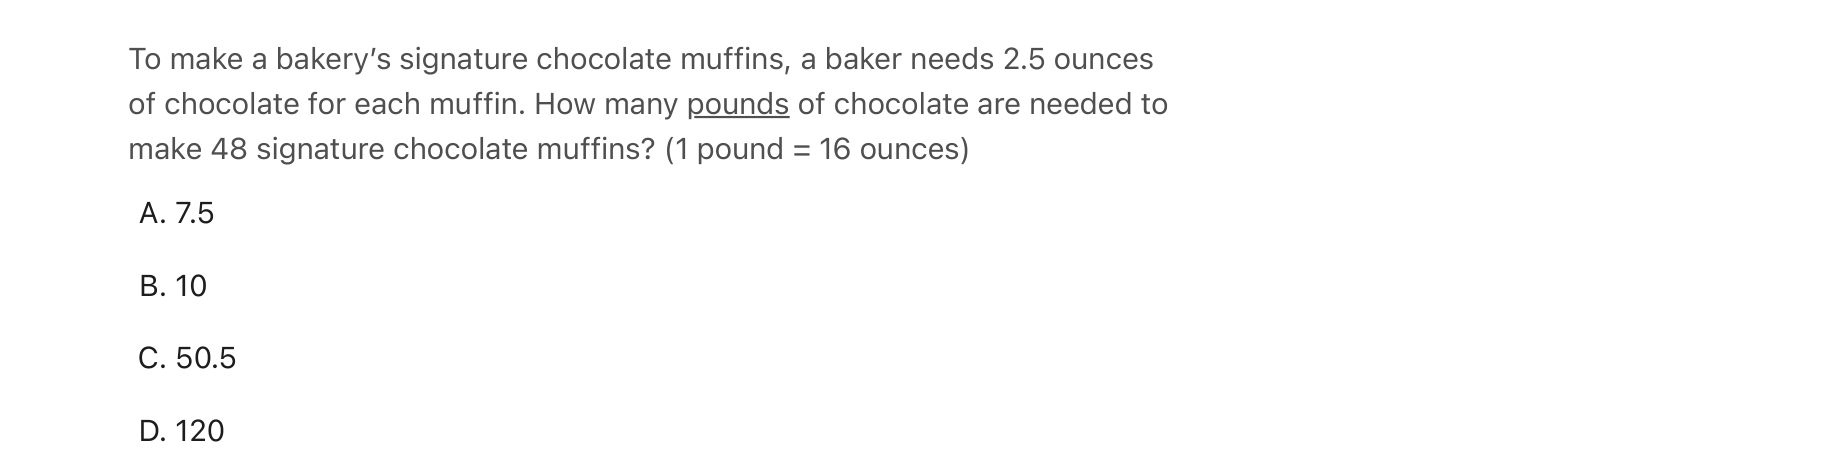 To make a bakery’s signature chocolate muffins, a baker needs 2.5 ounces
of chocolate for each muffin. How many pounds of chocolate are needed to
make 48 signature chocolate muffins? (1 pound = 16 ounces)
A. 7.5
B. 10
C. 50.5
D. 120